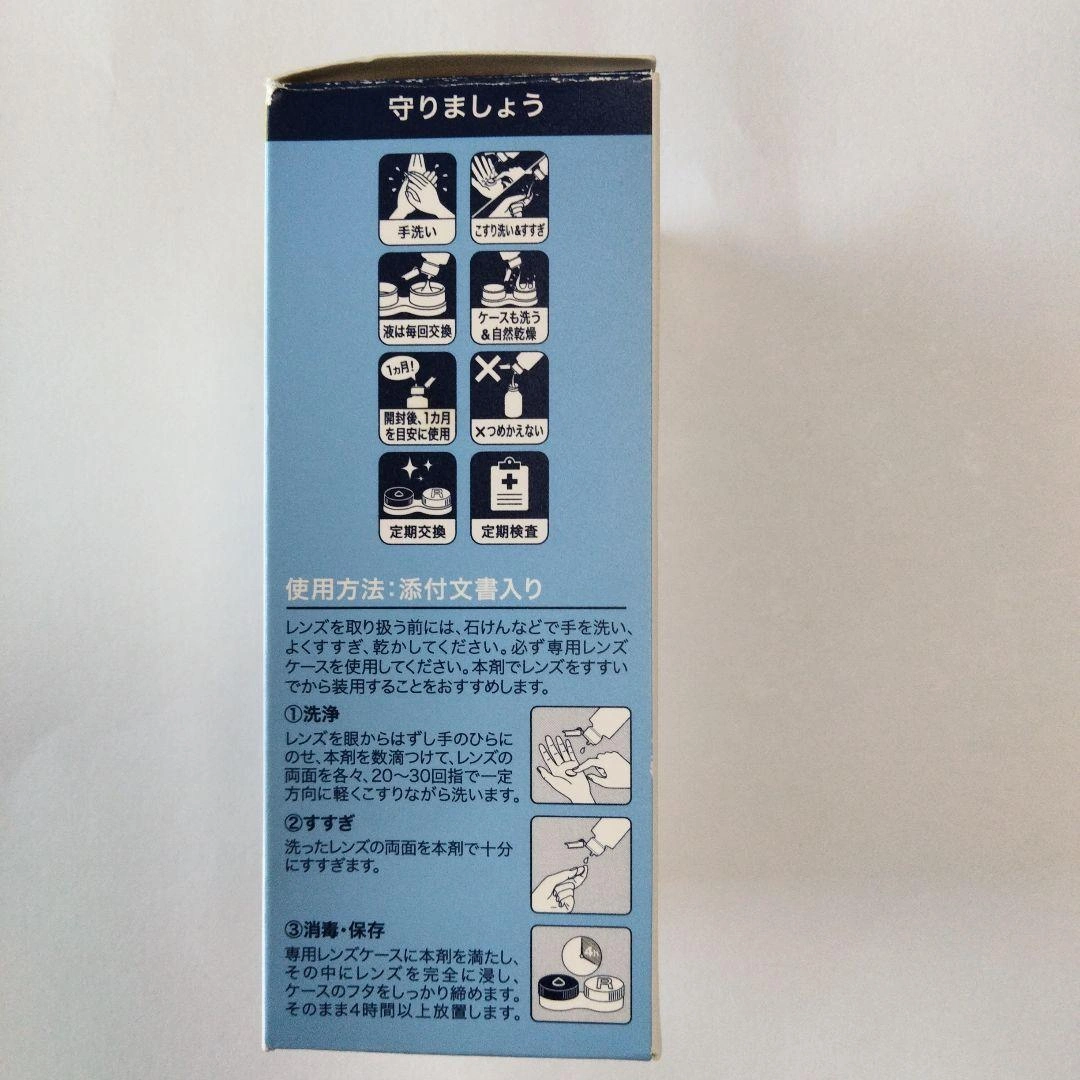 守りましょう
手洗い
こすり洗い&すすぎ
液は毎回交換
ケースも洗う
&自然乾燥
1ヵ月!
開封後、1カ月
を目安に使用
×つめかえない
定期交換
定期検査
使用方法:添付文書入り
レンズを取り扱う前には、石けんなどで手を洗い、
よくすすぎ、乾かしてください。必ず専用レンズ
ケースを使用してください。本剤でレンズをすすい
でから装用することをおすすめします。
①洗浄
レンズを眼からはずし手のひらに
のせ、本剤を数滴つけて、レンズの
両面を各々、20〜30回指で一定
方向に軽くこすりながら洗います。
②すすぎ
洗ったレンズの両面を本剤で十分
にすすぎます。
③消毒・保存
専用レンズケースに本剤を満たし、
その中にレンズを完全に浸し、
ケースのフタをしっかり締めます。
そのまま4時間以上放置します。
4h
R